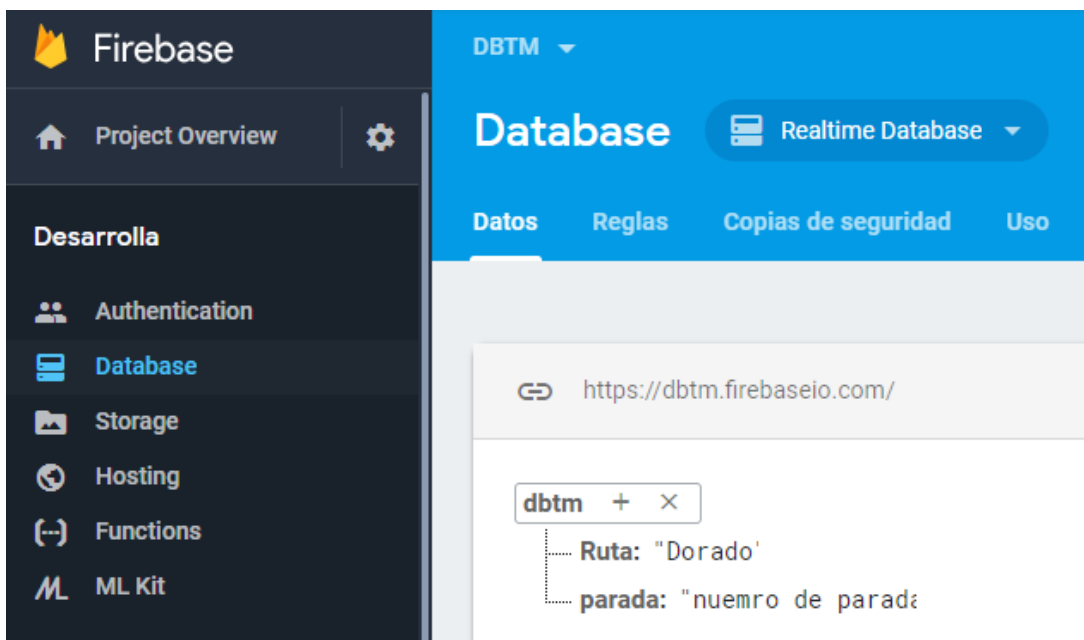 Firebase
Project Overview
Desarrolla
Authentication
Database
Storage
Hosting
Functions
ML Kit
DBTM
Database Realtime Database
Datos Reglas Copias de seguridad Uso
https://dbtm.firebaseio.com/
dbtm + ×
Ruta: "Dorado'
parada: "nuemro de parada